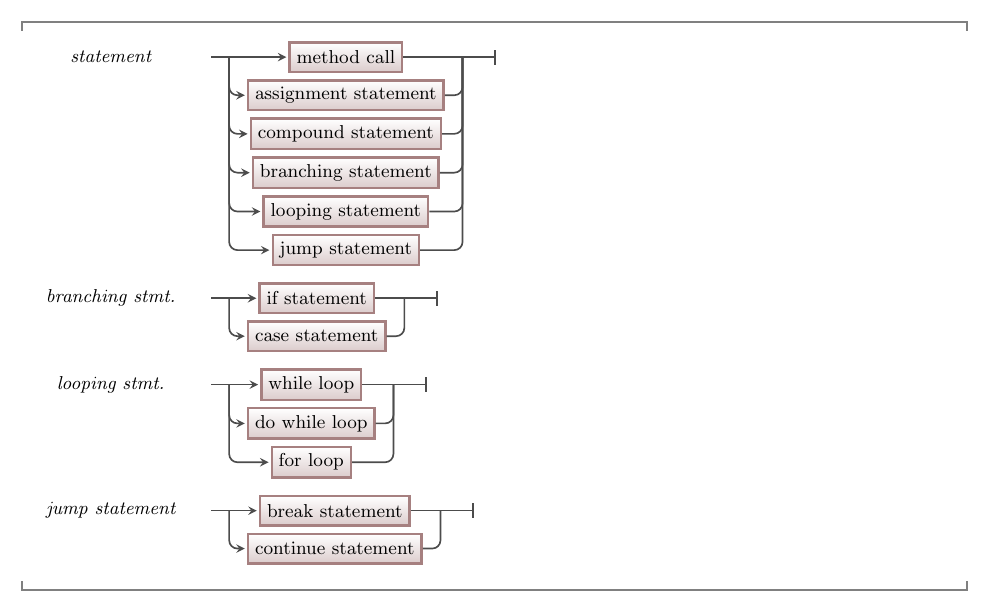 statement method call
assignment statement
compound statement
branching statement
looping statement
jump statement
branching stmt. if statement
case statement
looping stmt. while loop
do while loop
for loop
jump statement break statement
continue statement